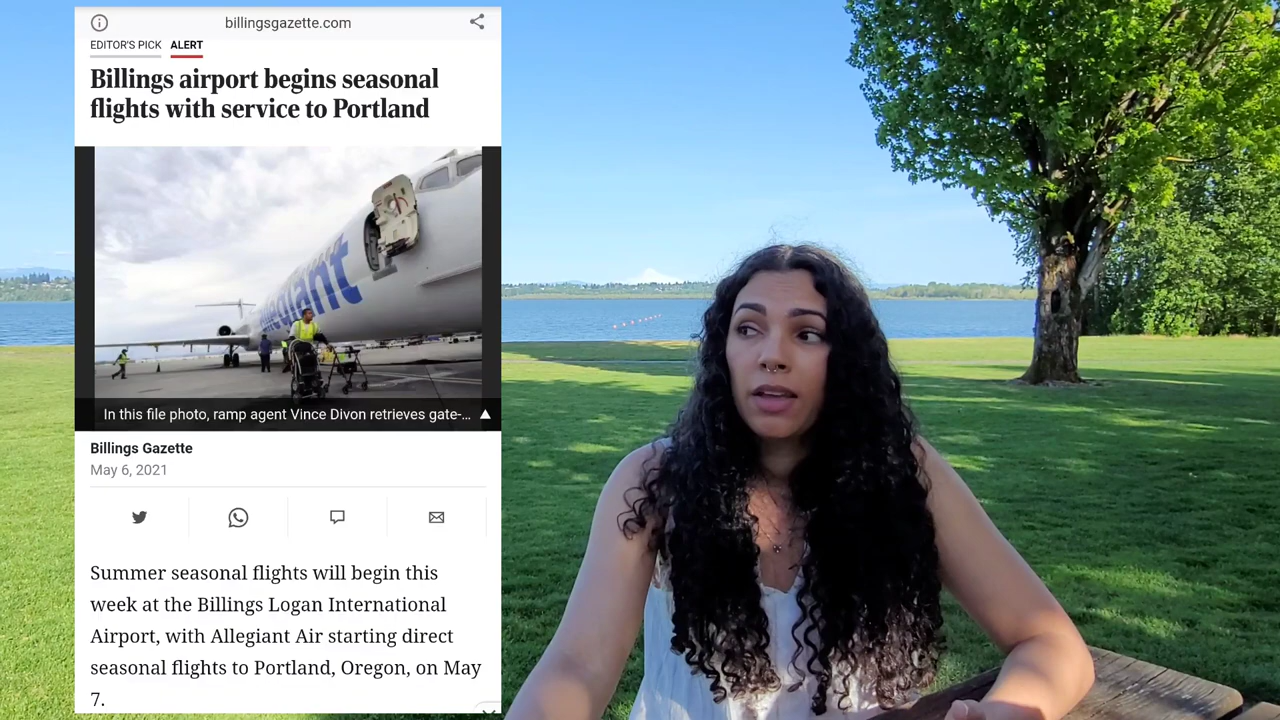 billingsgazette.com
EDITOR'S PICK ALERT
Billings airport begins seasonal
flights with service to Portland
allegiant
In this file photo, ramp agent Vince Divon retrieves gate-...
Billings Gazette
May 6, 2021
Summer seasonal flights will begin this
week at the Billings Logan International
Airport, with Allegiant Air starting direct
seasonal flights to Portland, Oregon, on May
7.